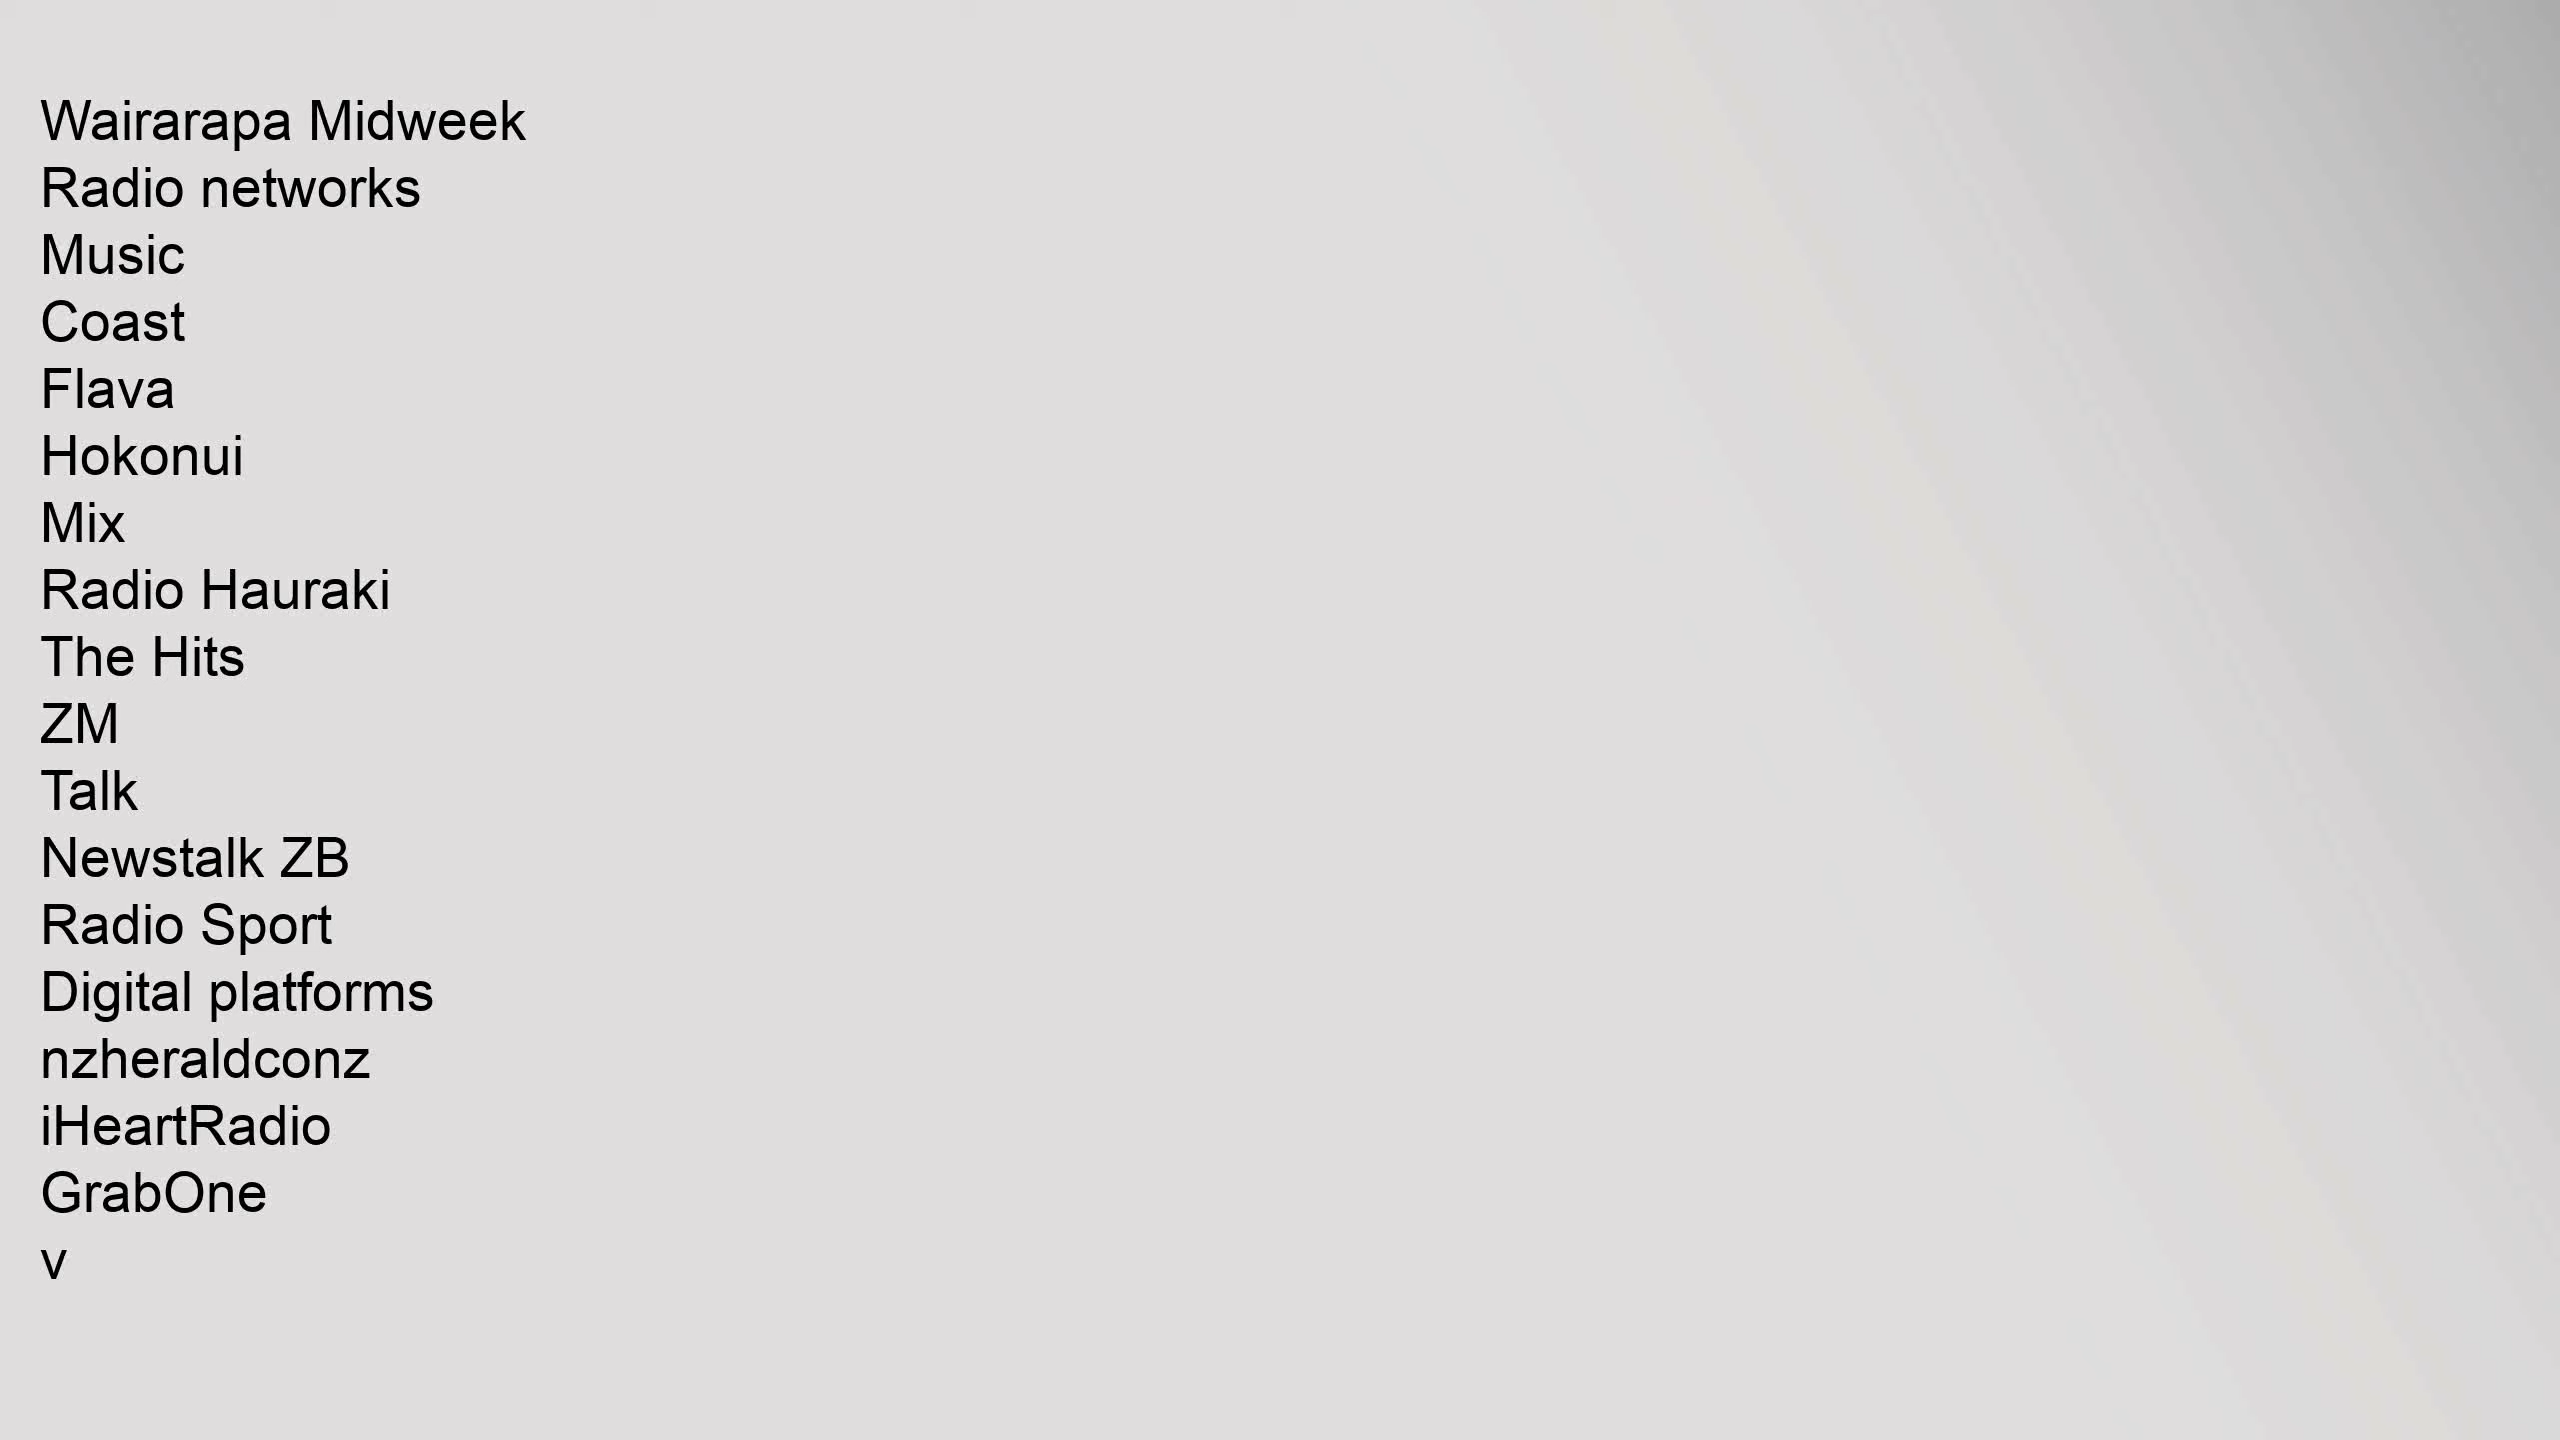 Wairarapa Midweek
Radio networks
Music
Coast
Flava
Hokonui
Mix
Radio Hauraki
The Hits
ZM
Talk
Newstalk ZB
Radio Sport
Digital platforms
nzheraldconz
iHeartRadio
GrabOne
v